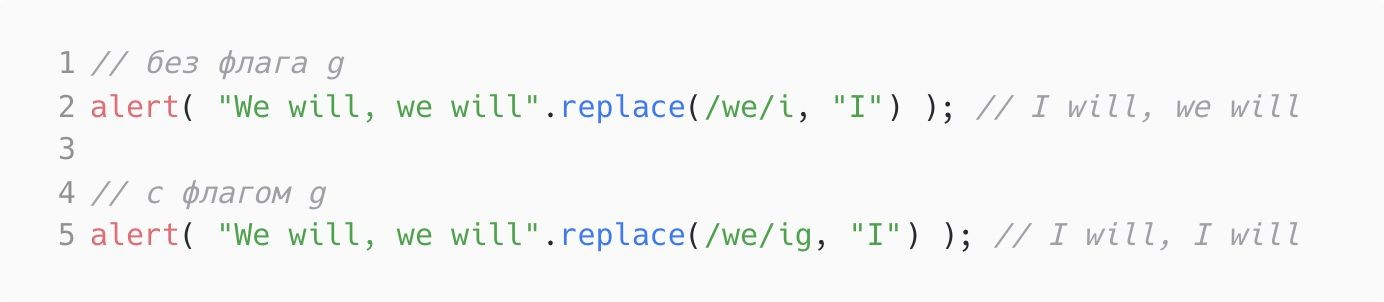 1 // без флага g
2 alert( "We will, we will".replace(/we/i, "I") ); // I will, we will
3
4 // с флагом g
5 alert( "We will, we will".replace(/we/ig, "I") ); // I will, I will